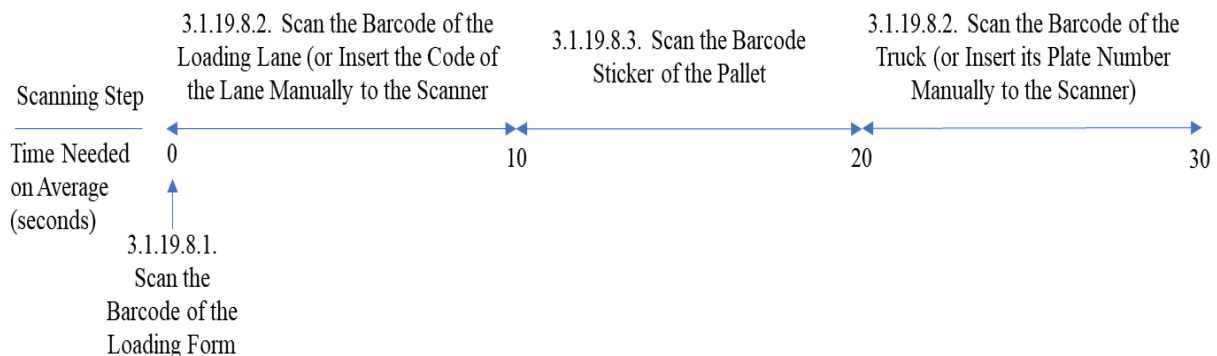 3.1.19.8.2. Scan the Barcode of
the Loading Lane (or Insert the Code of
the Lane Manually to the Scanner
3.1.19.8.3. Scan the Barcode
Sticker of the Pallet
3.1.19.8.2. Scan the Barcode of the
Truck (or Insert its Plate Number
Manually to the Scanner)
Scanning Step
Time Needed
on Average
(seconds)
0
10
20
30
3.1.19.8.1.
Scan the
Barcode of the
Loading Form